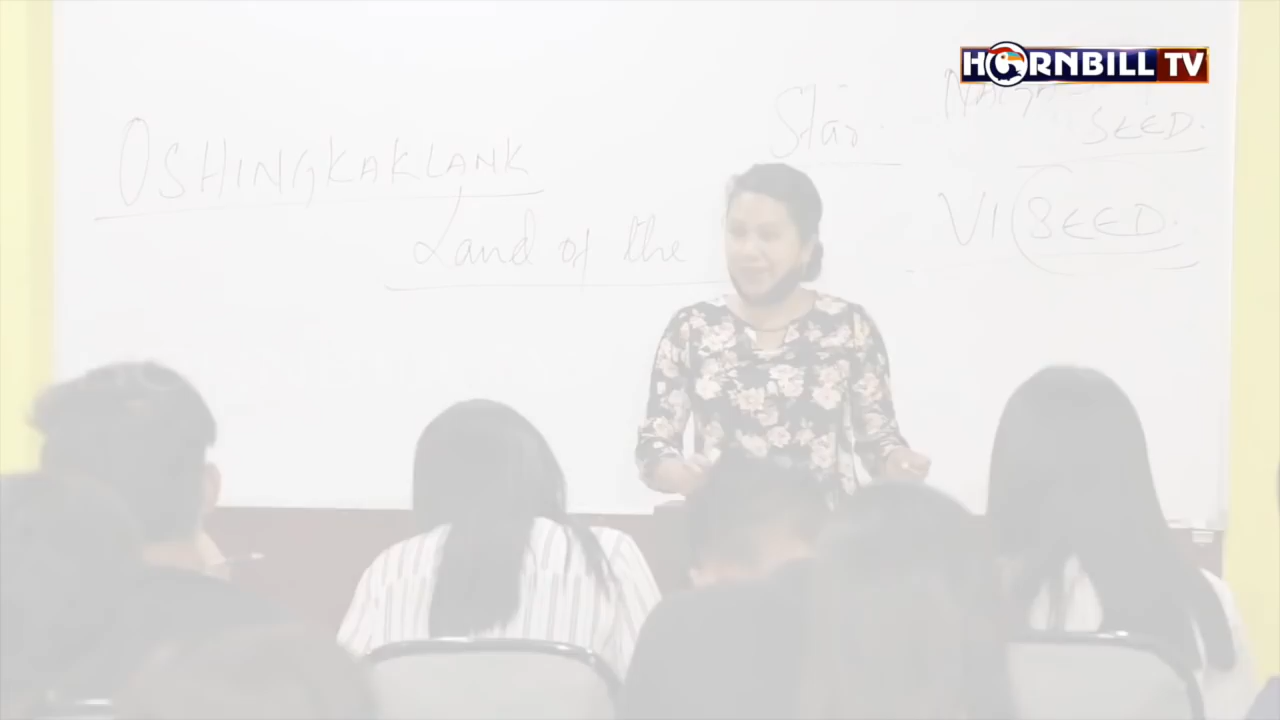 HORNBILL TV
OSHINGKAKLANK
Land of the
Star.
SEED.
VI(SEED.